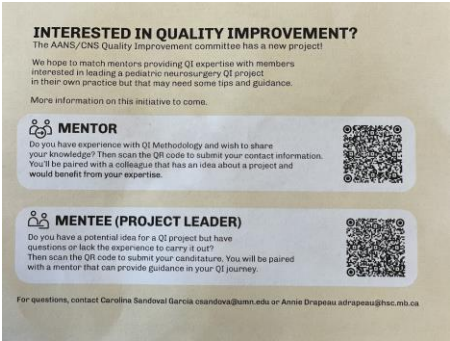 INTERESTED IN QUALITY IMPROVEMENT?
The AANS/CNS Quality Improvement committee has a new project!
We hope to match mentors providing QI expertise with members
interested in leading a pediatric neurosurgery QI project
in their own practice but that may need some tips and guidance.
More information on this initiative to come.
MENTOR
Do you have experience with QI Methodology and wish to share
your knowledge? Then scan the QR code to submit your contact information.
You'll be paired with a colleague that has an idea about a project and
would benefit from your expertise.
MENTEE (PROJECT LEADER)
Do you have a potential idea for a QI project but have
questions or lack the experience to carry it out?
Then scan the QR code to submit your canditature. You will be paired
with a mentor that can provide guidance in your QI journey.
For questions, contact Carolina Sandoval Garcia csandova@umn.edu or Annie Drapeau adrapeau@hsc.mb.ca